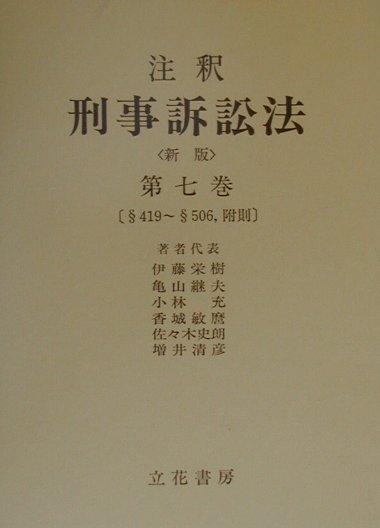 注釈
刑事訴訟法
〈新版〉
第七巻
〔§419～§506,附則〕
著者代表
伊藤栄樹
亀山継夫
小林充
香城敏麿
佐々木史朗
増井清彦
立花書房